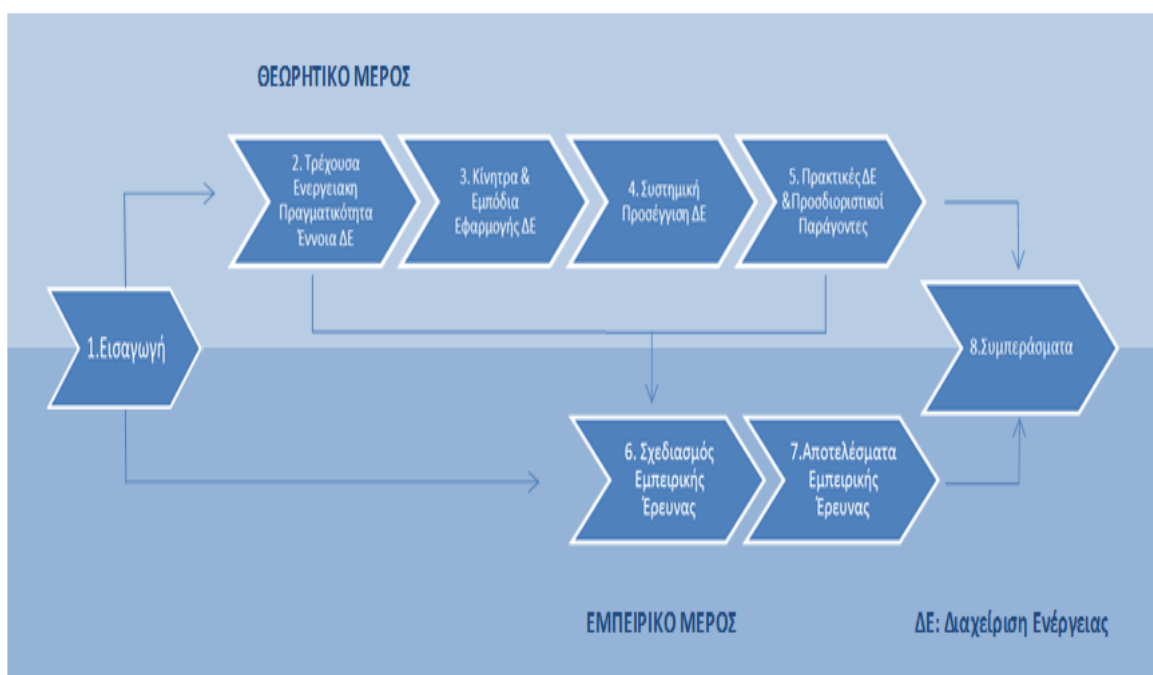 ΘΕΩΡΗΤΙΚΟ ΜΕΡΟΣ
2. Τρέχουσα
Ενεργειακη
Πραγματικότητα
Έννοια ΔΕ
3. Κίνητρα &
Εμπόδια
Εφαρμογής ΔΕ
4. Συστημική
Προσέγγιση ΔΕ
5. Πρακτικές ΔΕ
&Προσδιοριστικοί
Παράγοντες
1.Εισαγωγή
8.Συμπεράσματα
6. Σχεδιασμός
Εμπειρικής
Έρευνας
7.Αποτελέσματα
Εμπειρικής
Έρευνας
ΕΜΠΕΙΡΙΚΟ ΜΕΡΟΣ
ΔΕ: Διαχείριση Ενέργειας